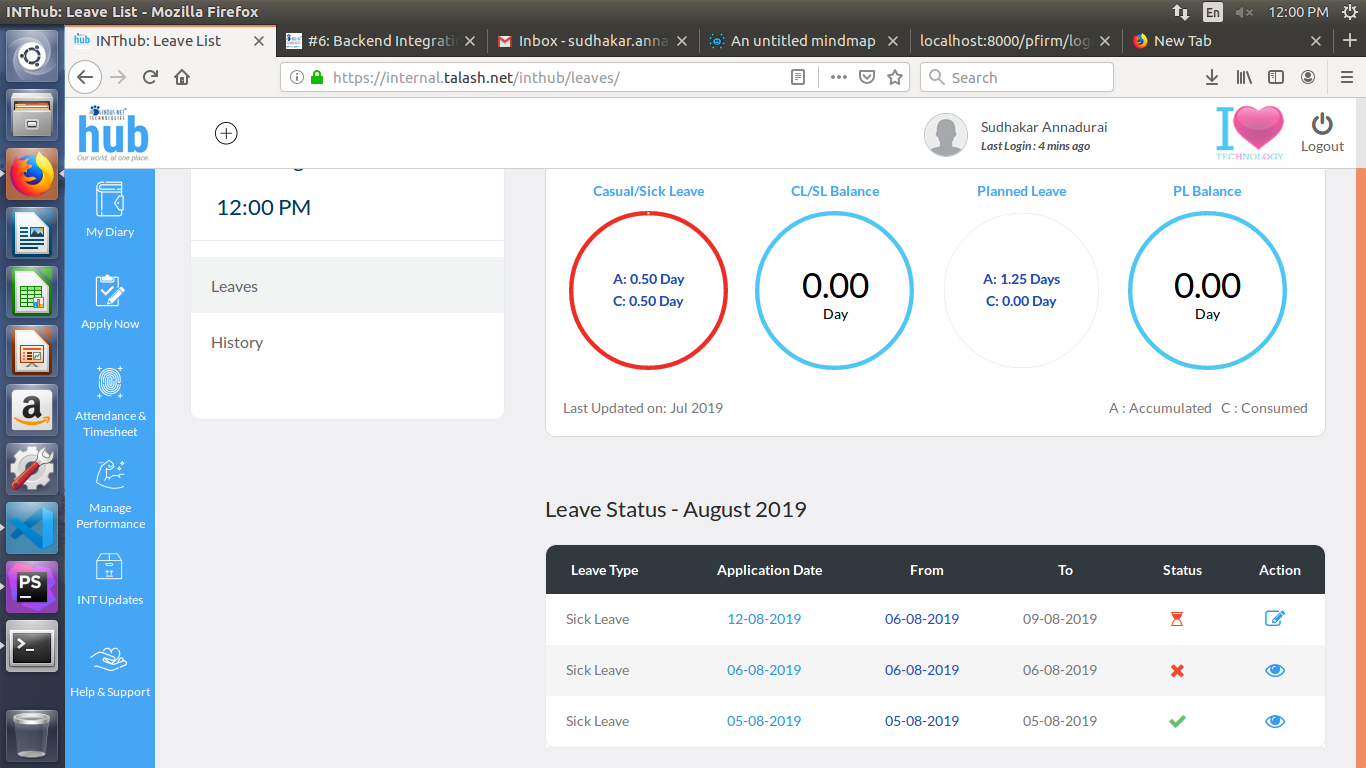 INThub: Leave List - Mozilla Firefox
En
12:00 PM
hub INThub: Leave List
#6: Backend Integrati
Inbox - sudhakar.anna
An untitled mindmap
localhost:8000/pfirm/log
New Tab
https://internal.talash.net/inthub/leaves/
Search
INDUS NET
TECHNOLOGIES
hub
Our world, at one place.
Sudhakar Annadurai
Last Login : 4 mins ago
I
TECHNOLOGY
Logout
My Diary
Apply Now
Attendance &
Timesheet
Manage
Performance
INT Updates
Help & Support
12:00 PM
Leaves
History
Casual/Sick Leave
CL/SL Balance
Planned Leave
PL Balance
A: 0.50 Day
C: 0.50 Day
0.00
Day
A: 1.25 Days
C: 0.00 Day
0.00
Day
Last Updated on: Jul 2019
A : Accumulated C : Consumed
Leave Status - August 2019
Leave Type Application Date From To Status Action
Sick Leave 12-08-2019 06-08-2019 09-08-2019
Sick Leave 06-08-2019 06-08-2019 06-08-2019
Sick Leave 05-08-2019 05-08-2019 05-08-2019
a
PS